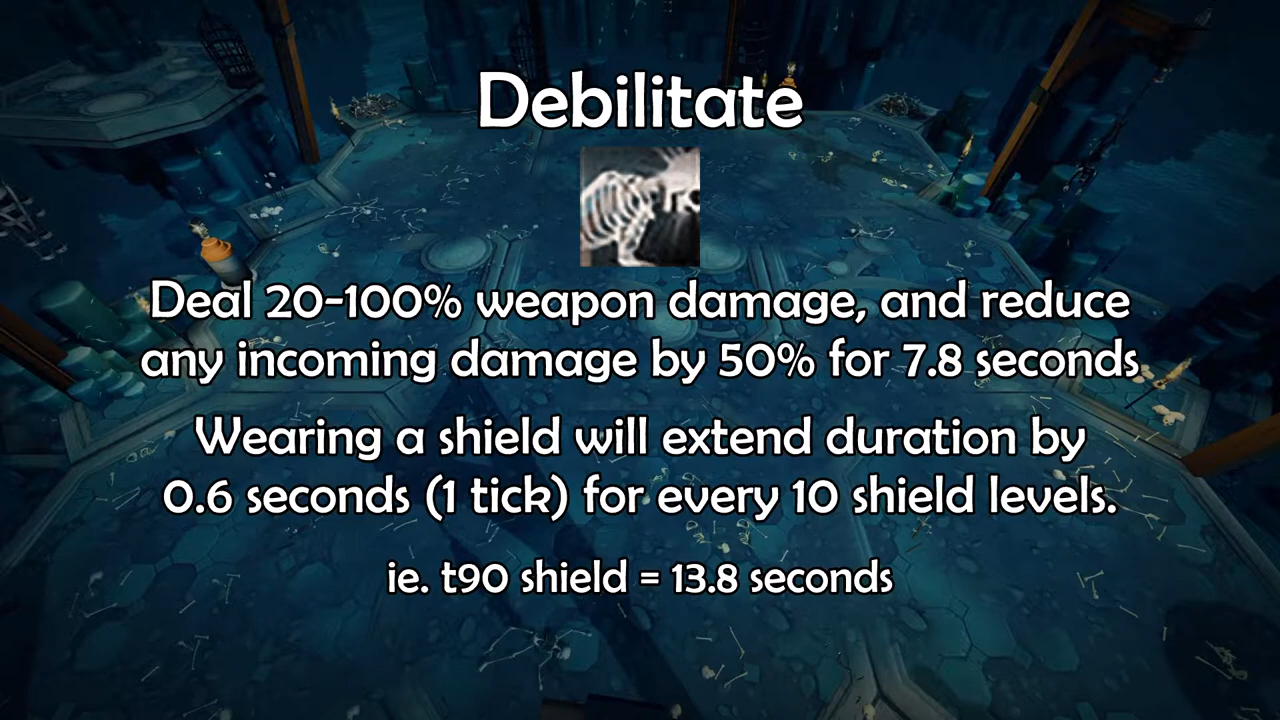 Debilitate
Deal 20-100% weapon damage, and reduce
any incoming damage by 50% for 7.8 seconds
Wearing a shield will extend duration by
0.6 seconds (1 tick) for every 10 shield levels.
ie. t90 shield = 13.8 seconds